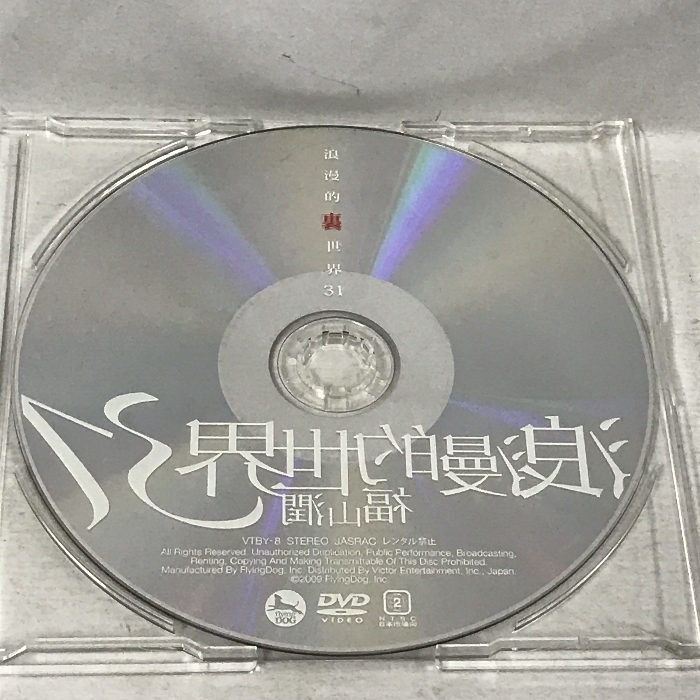 浪漫的裏世界31
浪漫的世界31
福山潤
VTBY-8 STEREO JASRAC レンタル禁止
All Rights Reserved. Unauthorized Duplication, Public Performance, Broadcasting,
Renting, Copying And Making Transmittable Of This Disc Prohibited.
Manufactured By FlyingDog, Inc. Distributed By Victor Entertainment, Inc., Japan.
©2009 FlyingDog, Inc.
FLYING DOG
DVD VIDEO
2
NTSC
日本市場向